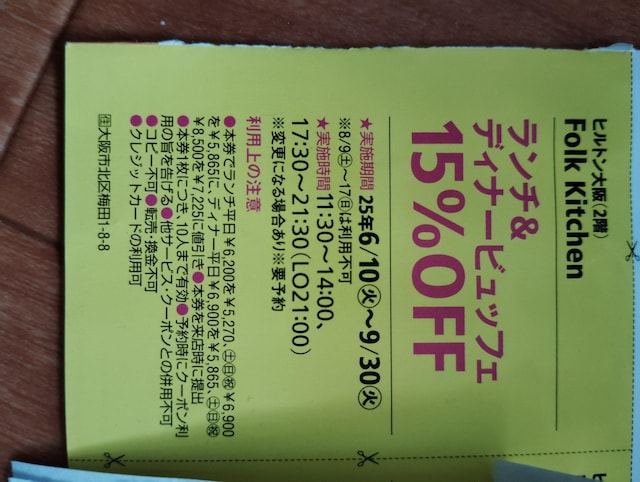 ヒルトン大阪(2階)
Folk Kitchen
ランチ&
ディナービュッフェ
15%OFF
★実施期間 25年6/10㊋〜9/30㊋
※8/9㊏〜17㊐は利用不可
★実施時間 11:30〜14:00、
17:30〜21:30(LO21:00)
※変更になる場合あり※要予約
利用上の注意
●本券でランチ平日¥6,200を¥5,270、㊏㊐㊗¥6,900
を¥5,865に、ディナー平日¥6,900を¥5,865、㊏㊐㊗
¥8,500を¥7,225に値引き●本券を来店時に提出
●本券1枚につき、10人まで有効●予約時にクーポン利
用の旨を告げる●他サービス・クーポンとの併用不可
●コピー不可●転売・換金不可
●クレジットカードの利用可
㊟大阪市北区梅田1-8-8